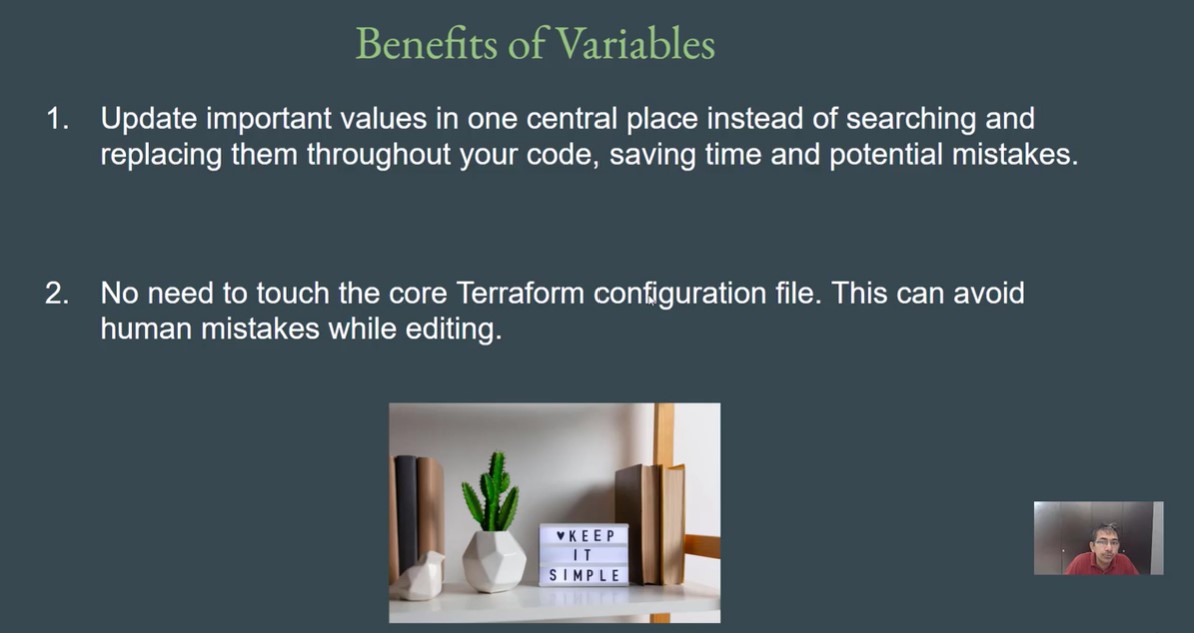 Benefits of Variables
1. Update important values in one central place instead of searching and
replacing them throughout your code, saving time and potential mistakes.
2. No need to touch the core Terraform configuration file. This can avoid
human mistakes while editing.
♥KEEP
IT
SIMPLE